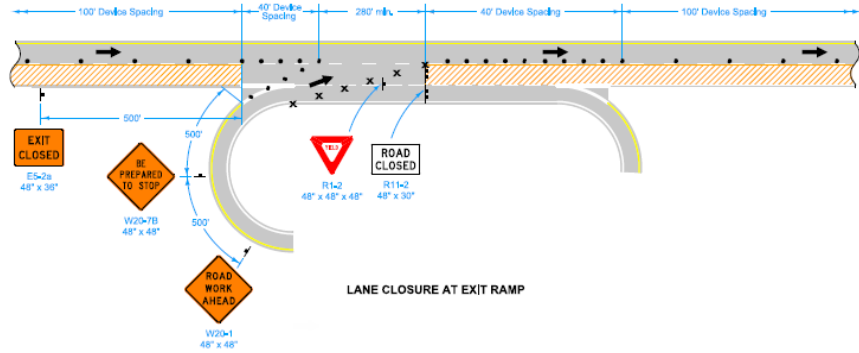 100' Device Spacing
40' Device
Spacing
280' min.
40' Device Spacing
100' Device Spacing
500'
500'
EXIT
CLOSED
E5-2a
48" x 36"
BE
PREPARED
TO STOP
W20-7B
48" x 48"
500'
YIELD
R1-2
48" x 48" x 48"
ROAD
CLOSED
R11-2
48" x 30"
ROAD
WORK
AHEAD
W20-1
48" x 48"
LANE CLOSURE AT EXIT RAMP